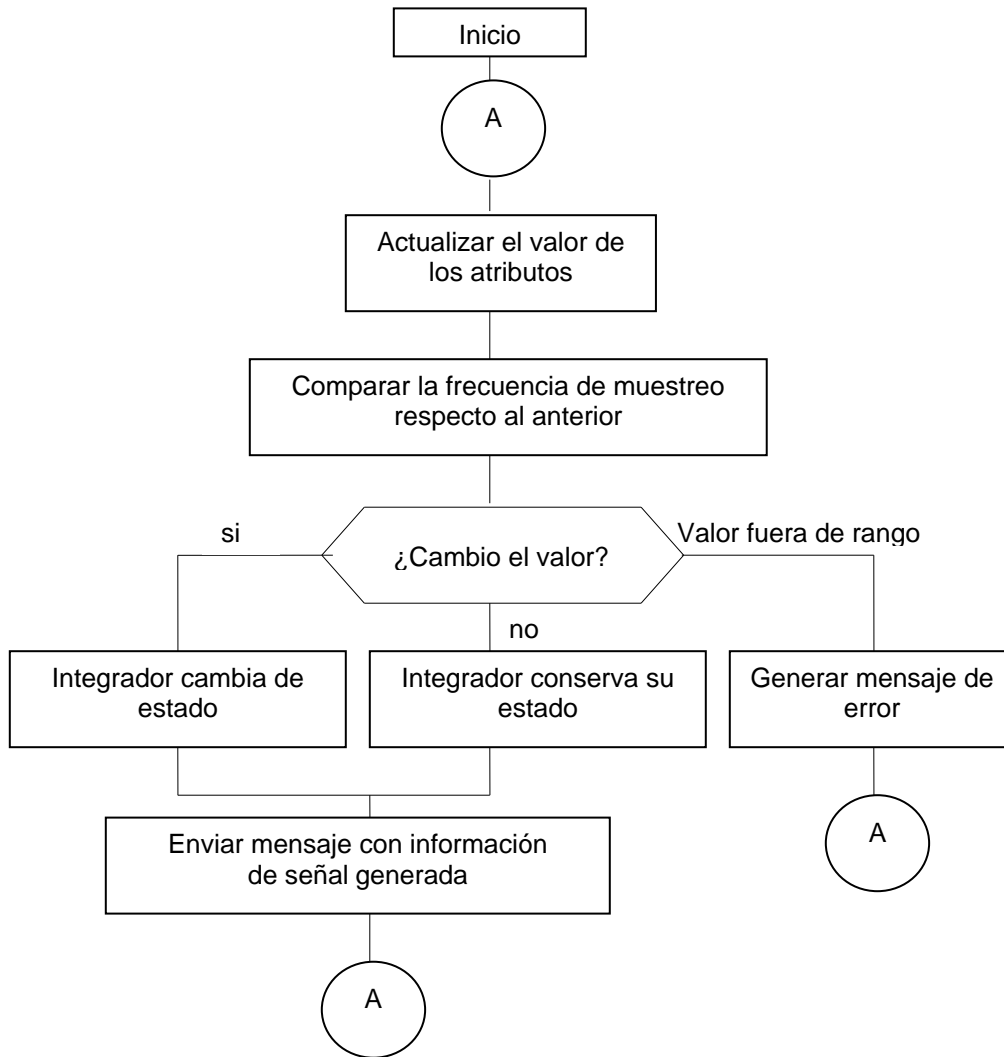 Inicio
A
Actualizar el valor de
los atributos
Comparar la frecuencia de muestreo
respecto al anterior
si
¿Cambio el valor?
Valor fuera de rango
no
Integrador cambia de
estado
Integrador conserva su
estado
Generar mensaje de
error
Enviar mensaje con información
de señal generada
A
A